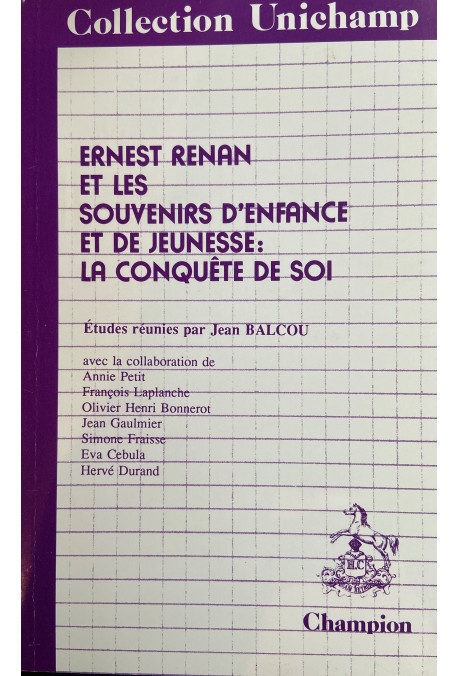 Collection Unichamp
ERNEST RENAN
ET LES
SOUVENIRS D'ENFANCE
ET DE JEUNESSE:
LA CONQUÊTE DE SOI
Études réunies par Jean BALCOU
avec la collaboration de
Annie Petit
François Laplanche
Olivier Henri Bonnerot
Jean Gaulmier
Simone Fraisse
Eva Cebula
Hervé Durand
H.C
Champion